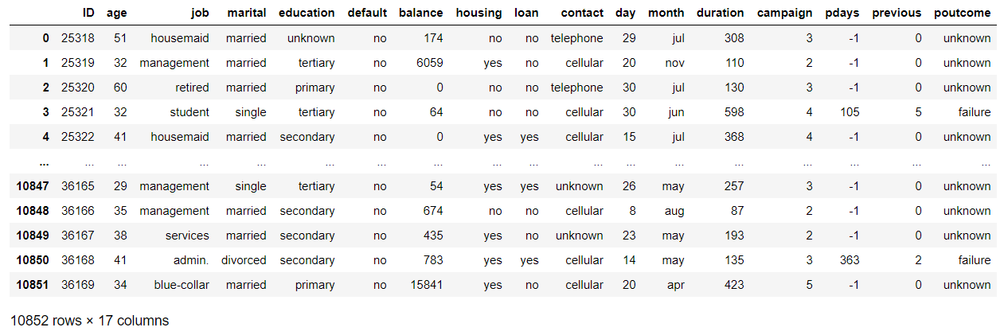 ID age job marital education default balance housing loan contact day month duration campaign pdays previous poutcome
0 25318 51 housemaid married unknown no 174 no no telephone 29 jul 308 3 -1 0 unknown
1 25319 32 management married tertiary no 6059 yes no cellular 20 nov 110 2 -1 0 unknown
2 25320 60 retired married primary no 0 no no telephone 30 jul 130 3 -1 0 unknown
3 25321 32 student single tertiary no 64 no no cellular 30 jun 598 4 105 5 failure
4 25322 41 housemaid married secondary no 0 yes yes cellular 15 jul 368 4 -1 0 unknown
... ... ... ... ... ... ... ... ... ... ... ... ... ... ... ... ... ...
10847 36165 29 management single tertiary no 54 yes yes unknown 26 may 257 3 -1 0 unknown
10848 36166 35 management married secondary no 674 no no cellular 8 aug 87 2 -1 0 unknown
10849 36167 38 services married secondary no 435 yes no unknown 23 may 193 2 -1 0 unknown
10850 36168 41 admin. divorced secondary no 783 yes yes cellular 14 may 135 3 363 2 failure
10851 36169 34 blue-collar married primary no 15841 yes no cellular 20 apr 423 5 -1 0 unknown
10852 rows × 17 columns